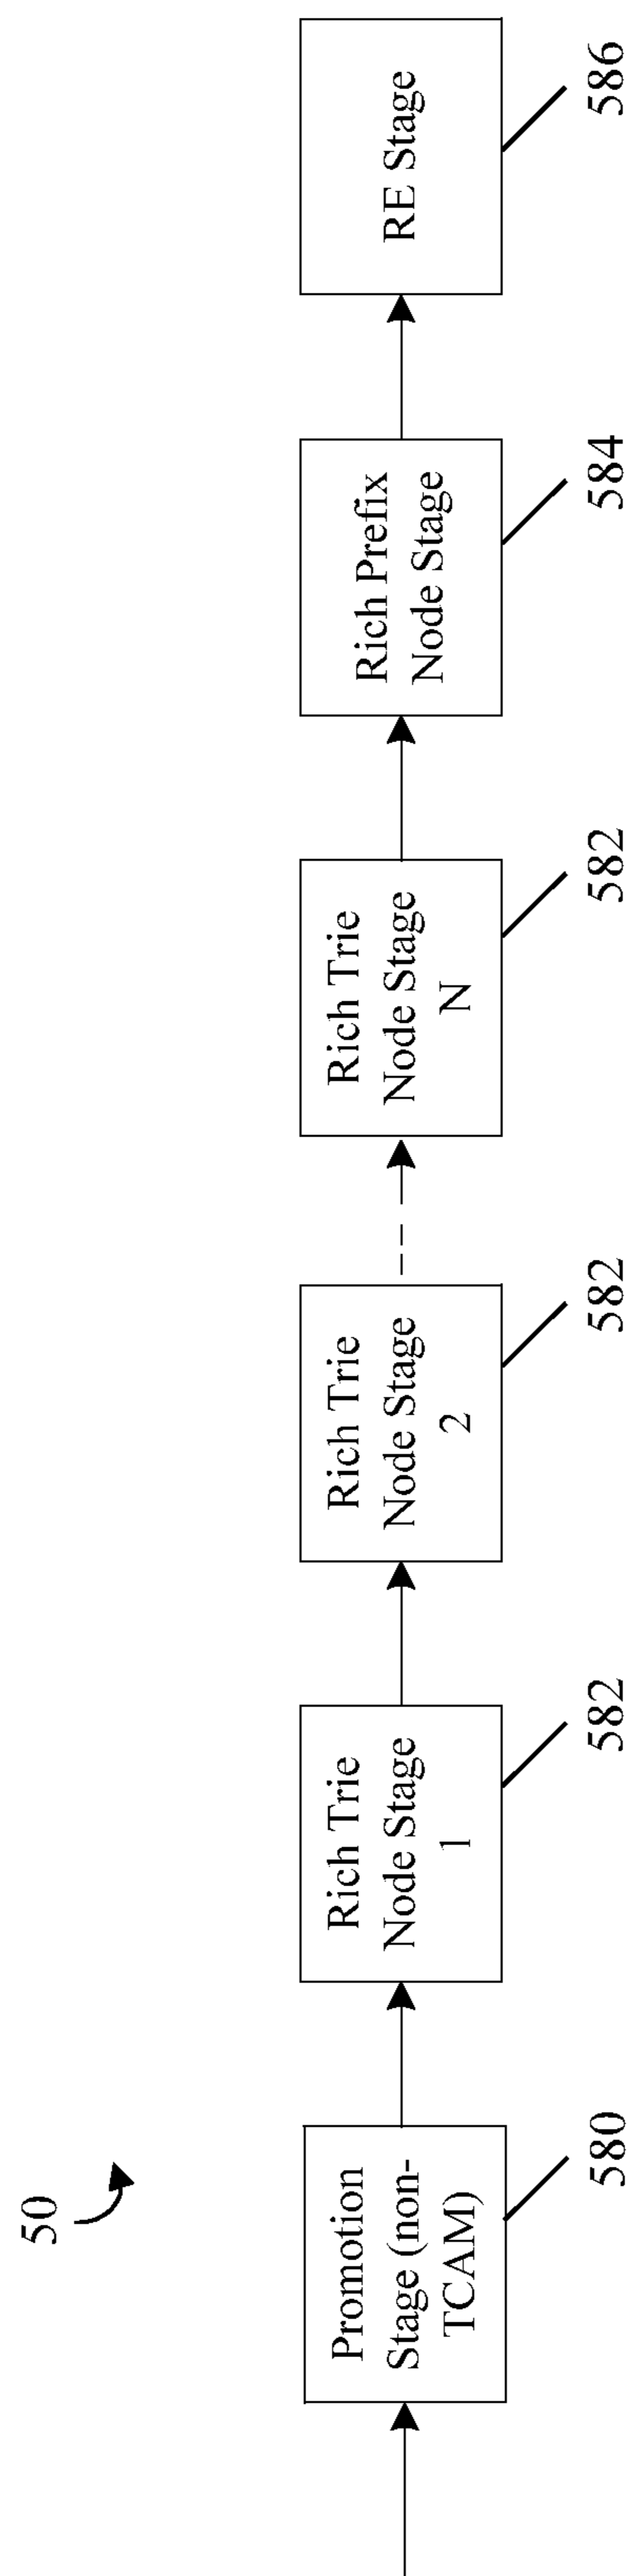 50
Promotion
Stage (non-
TCAM)
580
Rich Trie
Node Stage
1
582
Rich Trie
Node Stage
2
582
Rich Trie
Node Stage
N
582
Rich Prefix
Node Stage
584
RE Stage
586